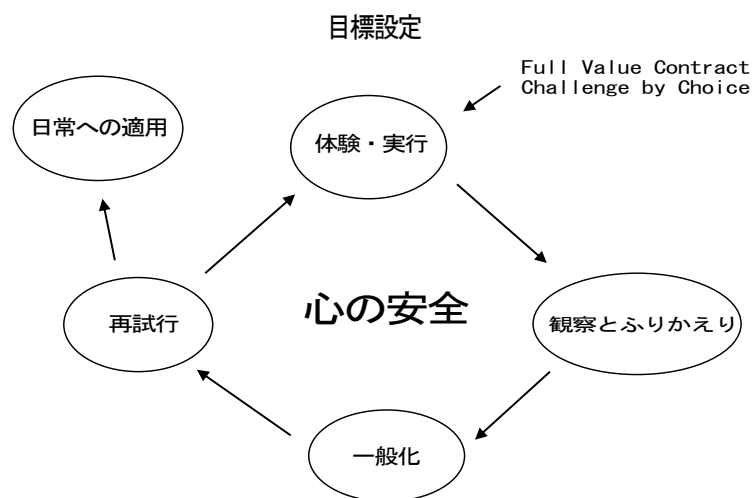 目標設定
Full Value Contract
Challenge by Choice
日常への適用
体験・実行
心の安全
再試行
観察とふりかえり
一般化